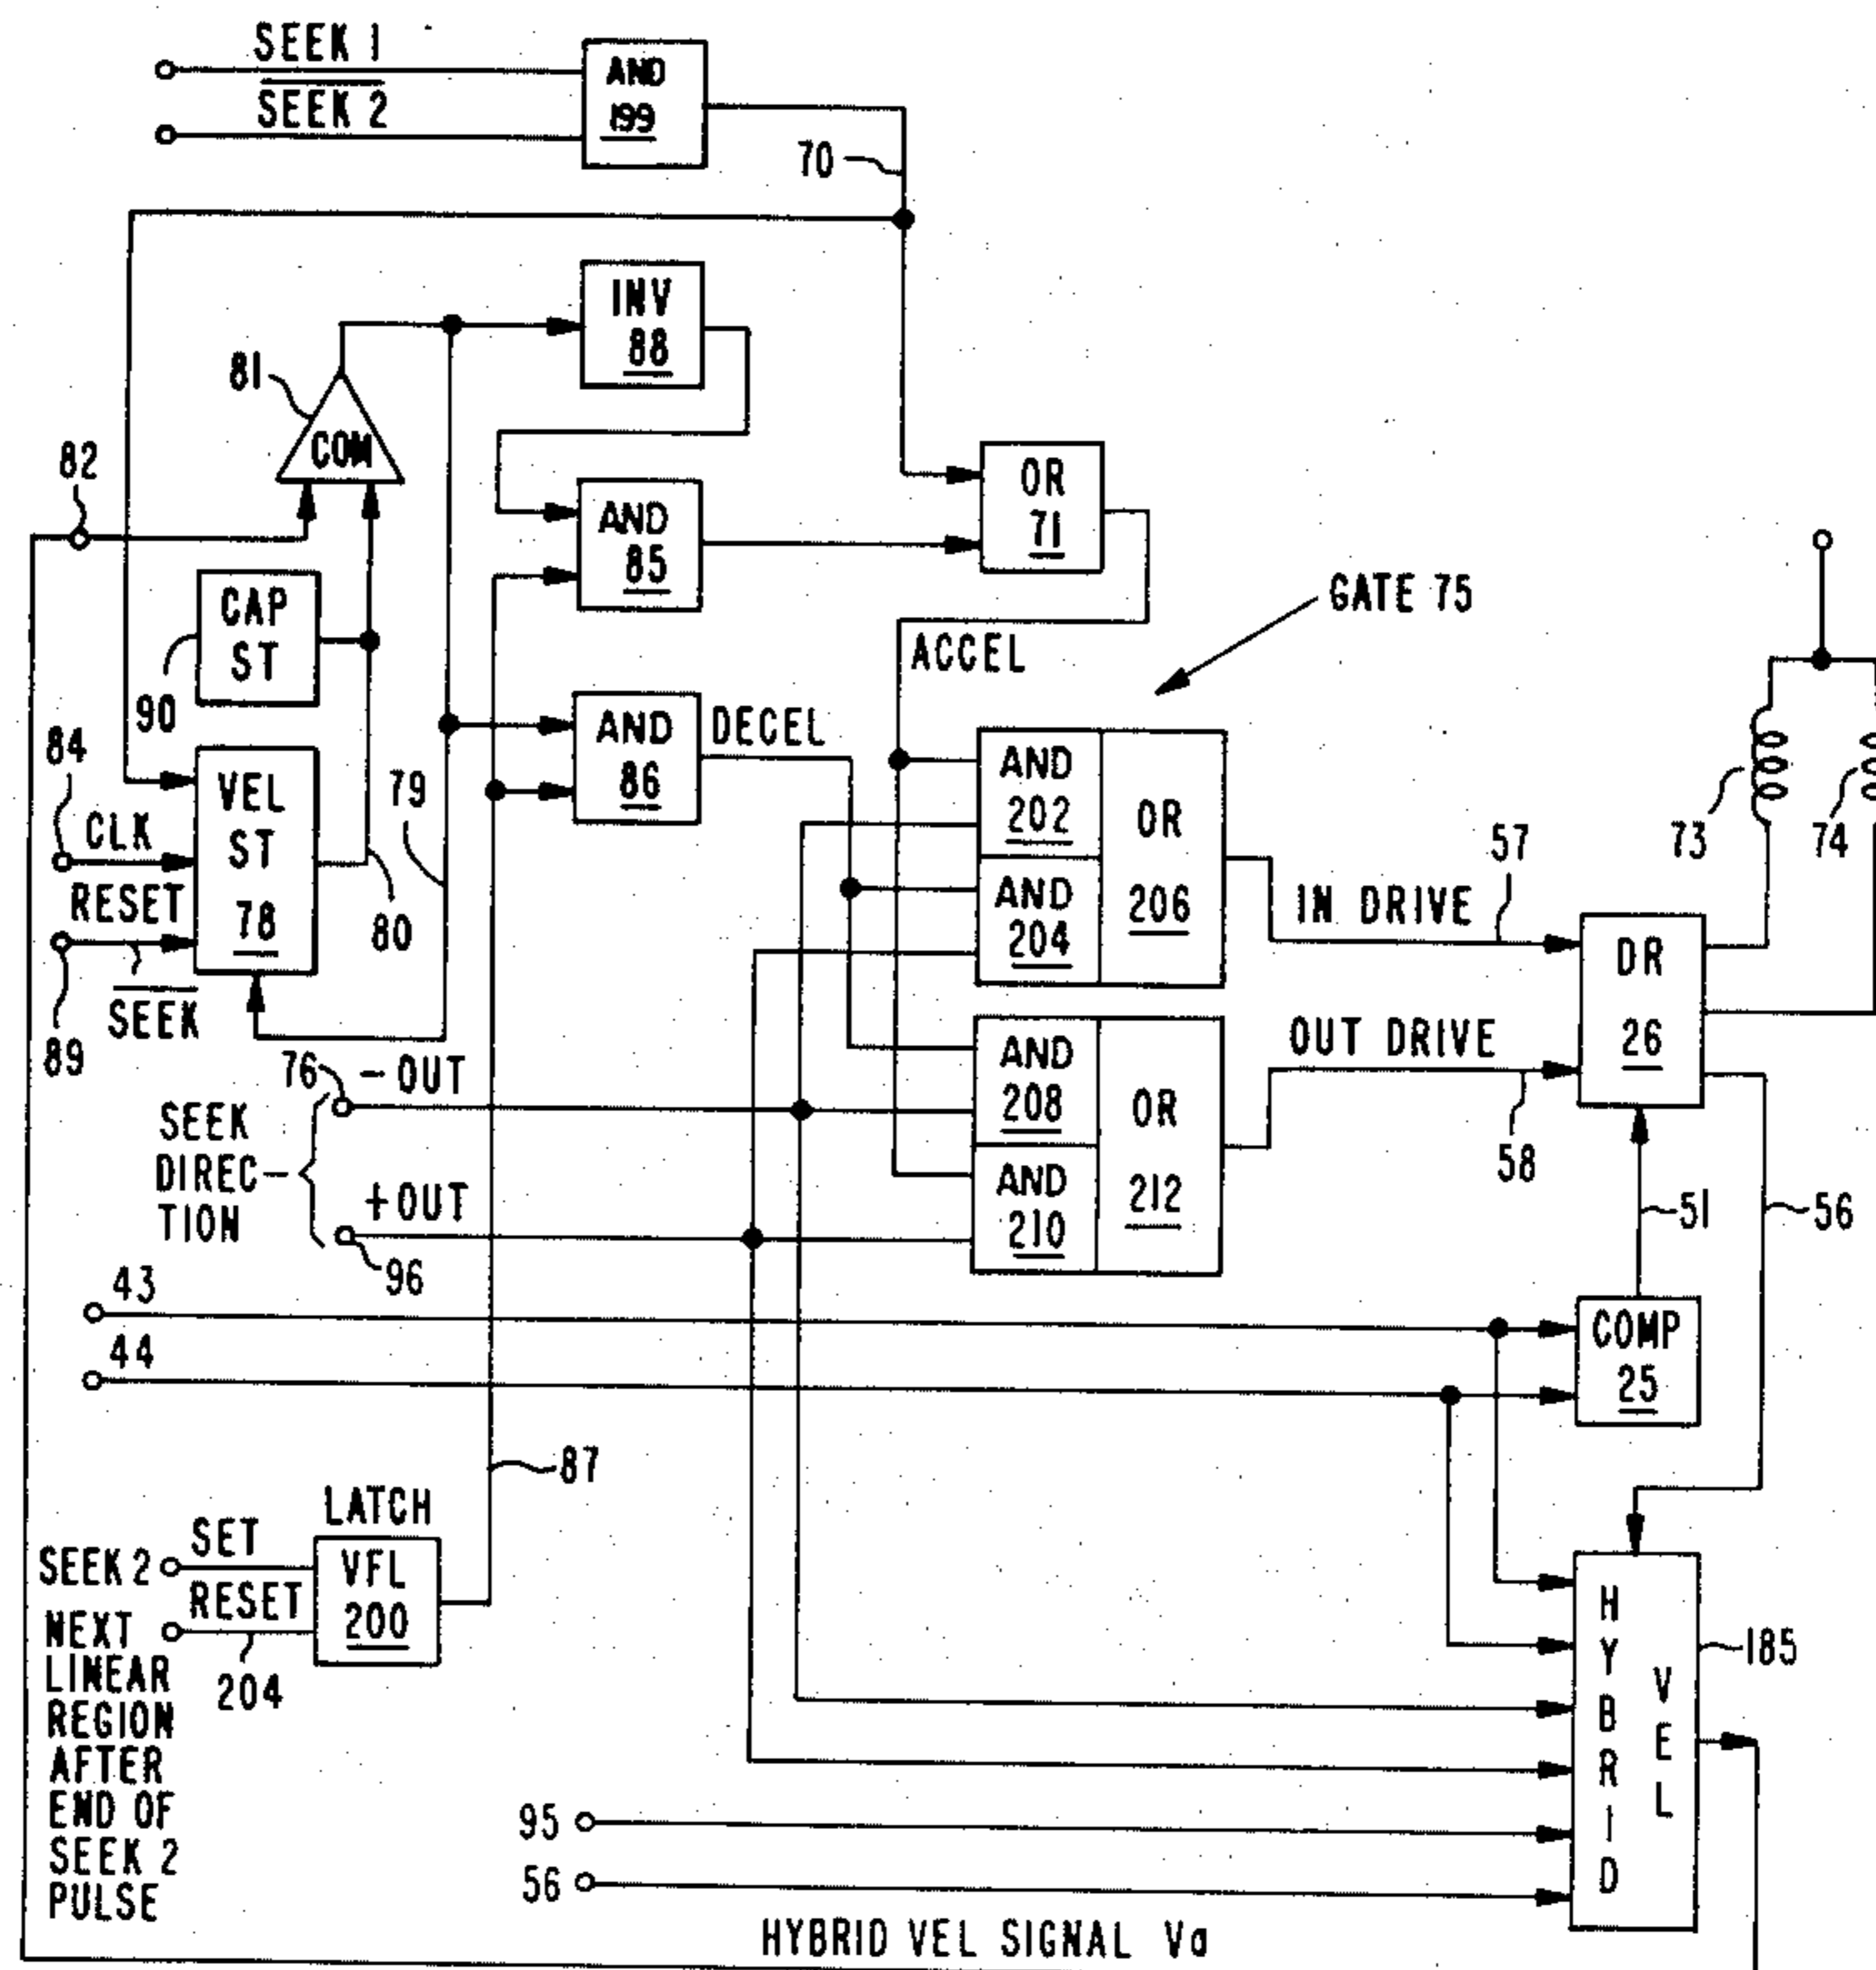 SEEK 1
SEEK 2
AND
199
70
INV
88
81
COM
82
OR
71
AND
85
GATE 75
CAP
ST
90
ACCEL
84
CLK
VEL
ST
78
RESET
SEEK
89
79
80
AND
86
DECEL
AND
202
OR
206
AND
204
IN DRIVE
57
73
74
DR
26
76
- OUT
SEEK
DIREC-
TION
+ OUT
96
AND
208
OR
212
AND
210
OUT DRIVE
58
51
56
43
44
COMP
25
87
LATCH
SET
SEEK 2
VFL
200
RESET
204
NEXT
LINEAR
REGION
AFTER
END OF
SEEK 2
PULSE
HYBRID
VEL
185
95
56
HYBRID VEL SIGNAL Va